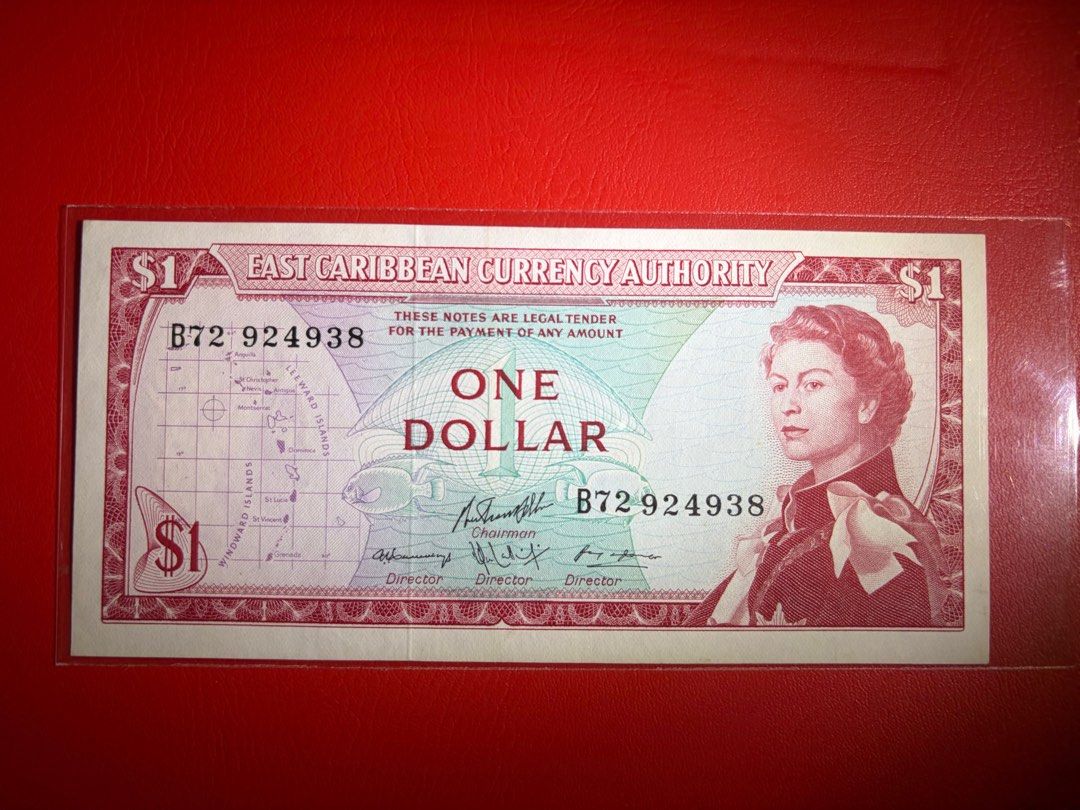 $1 EAST CARIBBEAN CURRENCY AUTHORITY $1
THESE NOTES ARE LEGAL TENDER
FOR THE PAYMENT OF ANY AMOUNT
B72 924938
Anguilla
St Christopher
Nevis
Antigua
Montserrat
LEEWARD ISLANDS
Dominica
ONE
DOLLAR
1
WINDWARD ISLANDS
St Lucia
St Vincent
Grenada
B72 924938
Chairman
$1
Director Director Director